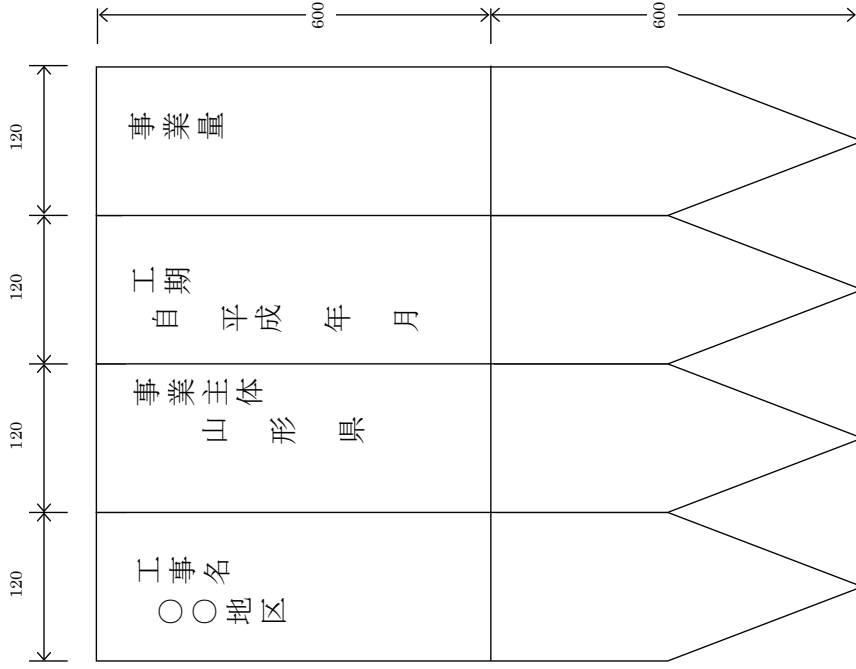 600
600
120
120
120
120
事業量
工期
自 平成 年 月
事業主体
山 形 県
工事名
○○地区